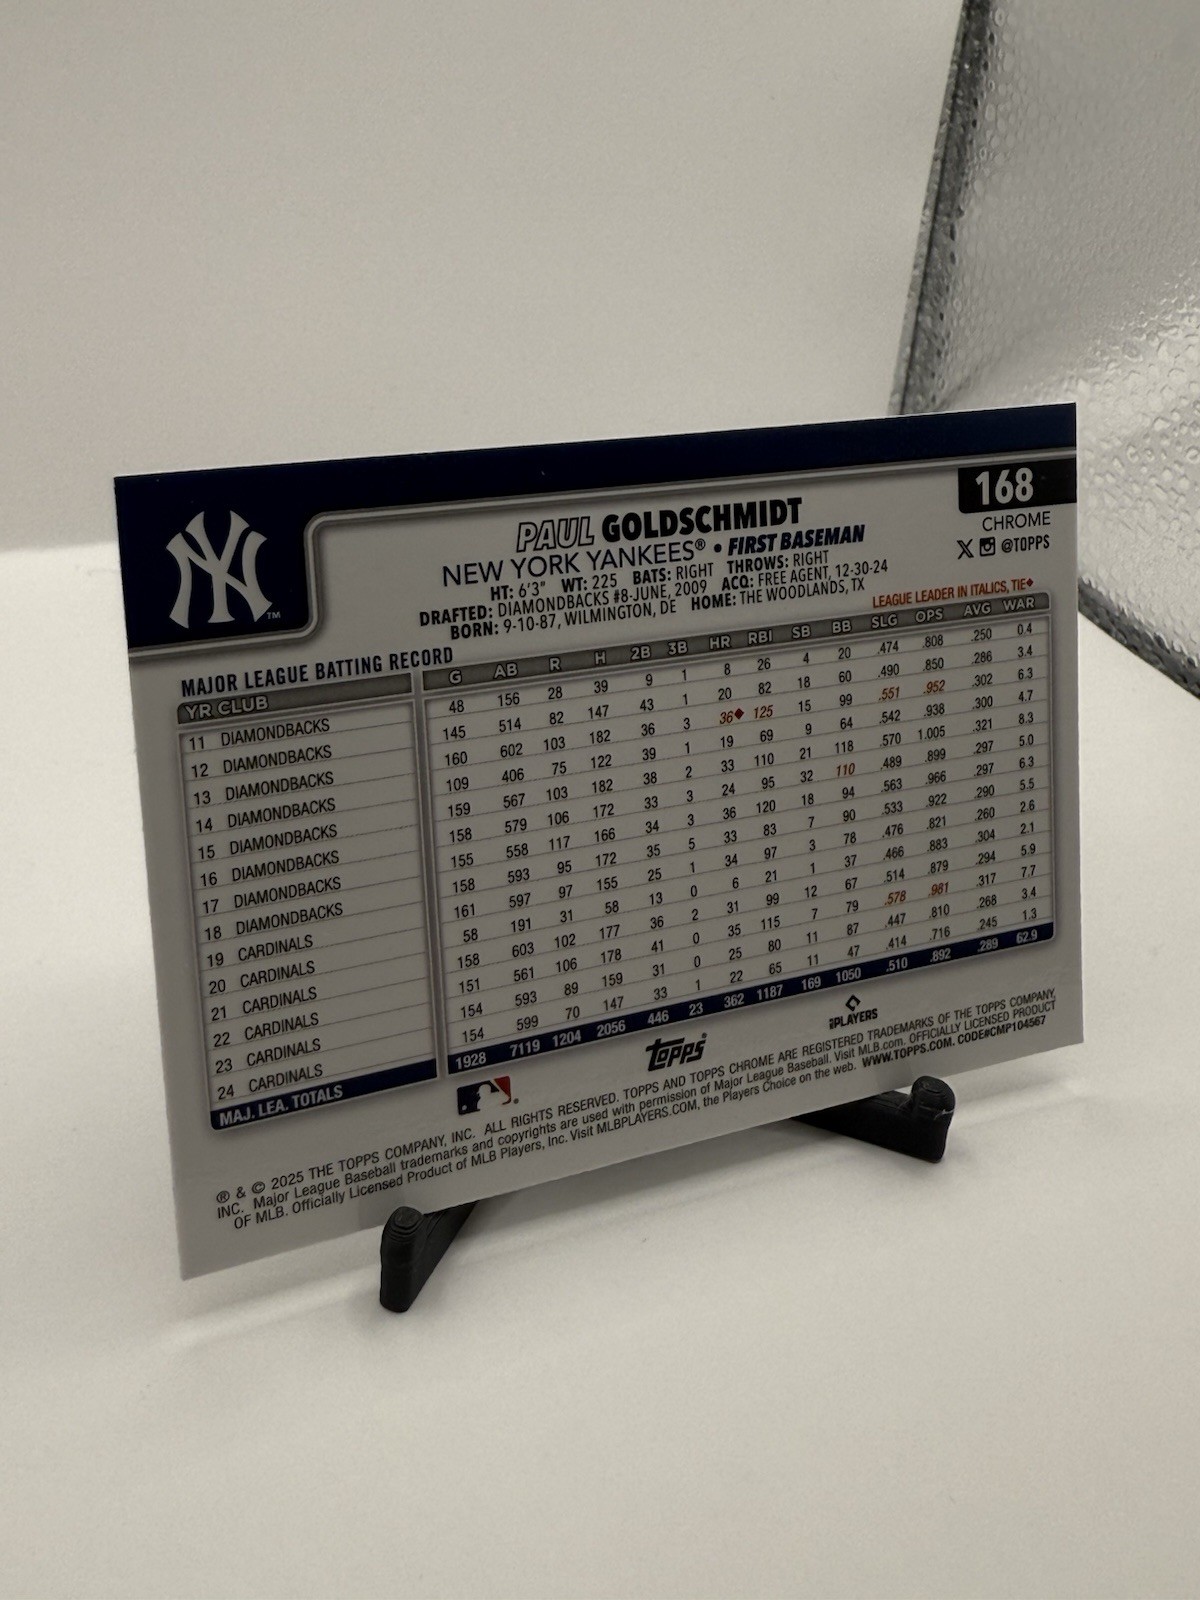 168
CHROME
@TOPPS
PAUL GOLDSCHMIDT
NEW YORK YANKEES® • FIRST BASEMAN
HT: 6'3" WT: 225 BATS: RIGHT THROWS: RIGHT
DRAFTED: DIAMONDBACKS #8-JUNE, 2009 ACQ: FREE AGENT, 12-30-24
BORN: 9-10-87, WILMINGTON, DE HOME: THE WOODLANDS, TX
NY TM
MAJOR LEAGUE BATTING RECORD
LEAGUE LEADER IN ITALICS, TIE◆
YR CLUB G AB R H 2B 3B HR RBI SB BB SLG OPS AVG WAR
11 DIAMONDBACKS 48 156 28 39 9 1 8 26 4 20 .474 .808 .250 0.4
12 DIAMONDBACKS 145 514 82 147 43 1 20 82 18 60 .490 .850 .286 3.4
13 DIAMONDBACKS 160 602 103 182 36 3 36◆ 125 15 99 .551 .952 .302 6.3
14 DIAMONDBACKS 109 406 75 122 39 1 19 69 9 64 .542 .938 .300 4.7
15 DIAMONDBACKS 159 567 103 182 38 2 33 110 21 118 .570 1.005 .321 8.3
16 DIAMONDBACKS 158 579 106 172 33 3 24 95 32 110 .489 .899 .297 5.0
17 DIAMONDBACKS 155 558 117 166 34 3 36 120 18 94 .563 .966 .297 6.3
18 DIAMONDBACKS 158 593 95 172 35 5 33 83 7 90 .533 .922 .290 5.5
19 CARDINALS 161 597 97 155 25 1 34 97 3 78 .476 .821 .260 2.6
20 CARDINALS 58 191 31 58 13 0 6 21 1 37 .466 .883 .304 2.1
21 CARDINALS 158 603 102 177 36 2 31 99 12 67 .514 .879 .294 5.9
22 CARDINALS 151 561 106 178 41 0 35 115 7 79 .578 .981 .317 7.7
23 CARDINALS 154 593 89 159 31 0 25 80 11 87 .447 .810 .268 3.4
24 CARDINALS 154 599 70 147 33 1 22 65 11 47 .414 .716 .245 1.3
MAJ. LEA. TOTALS 1928 7119 1204 2056 446 23 362 1187 169 1050 .510 .892 .289 62.9
topps®
PLAYERS
® & © 2025 THE TOPPS COMPANY, INC. ALL RIGHTS RESERVED. TOPPS AND TOPPS CHROME ARE REGISTERED TRADEMARKS OF THE TOPPS COMPANY,
INC. Major League Baseball trademarks and copyrights are used with permission of Major League Baseball. Visit MLB.com. OFFICIALLY LICENSED PRODUCT
OF MLB. Officially Licensed Product of MLB Players, Inc. Visit MLBPLAYERS.COM, the Players Choice on the web. WWW.TOPPS.COM. CODE#CMP104567